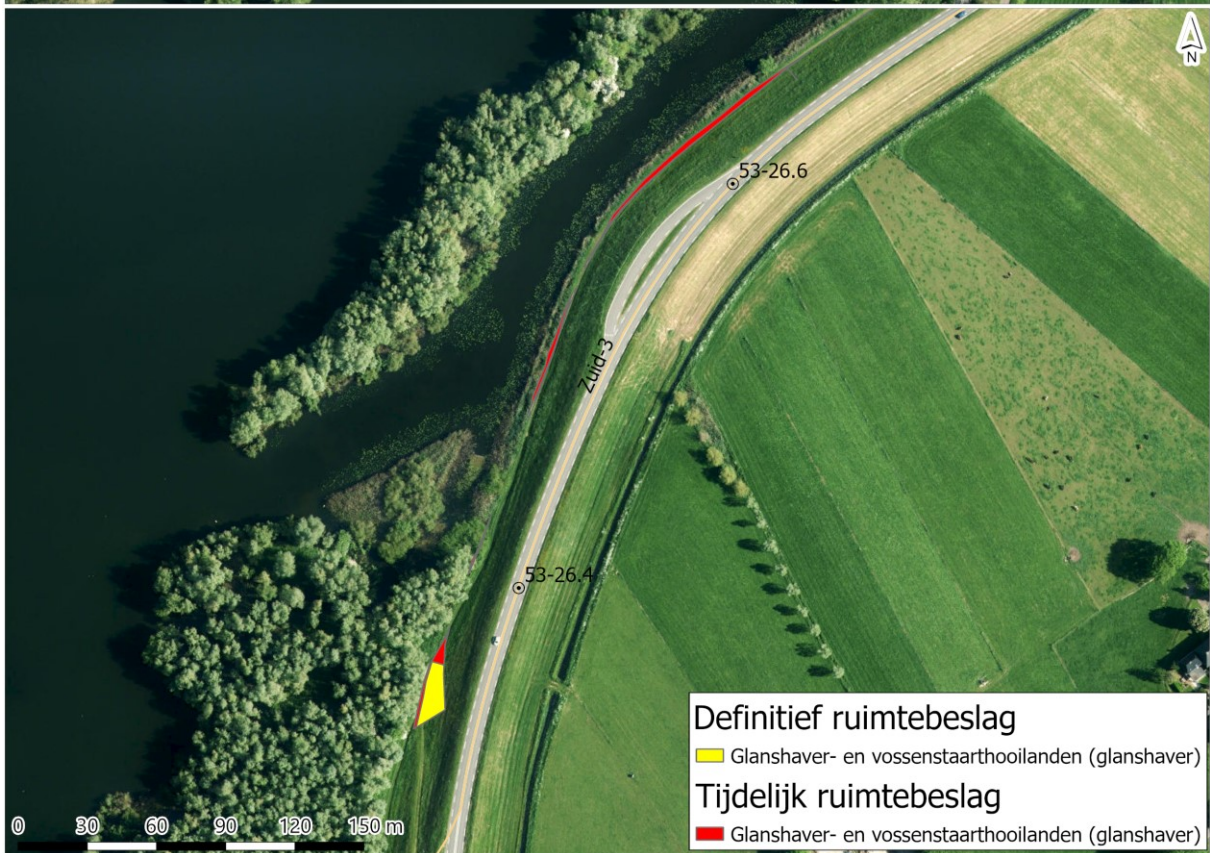 N
53-26.6
Zuid-3
53-26.4
Definitief ruimtebeslag
Glanshaver- en vossenstaarthooilanden (glanshaver)
Tijdelijk ruimtebeslag
Glanshaver- en vossenstaarthooilanden (glanshaver)
0 30 60 90 120 150 m